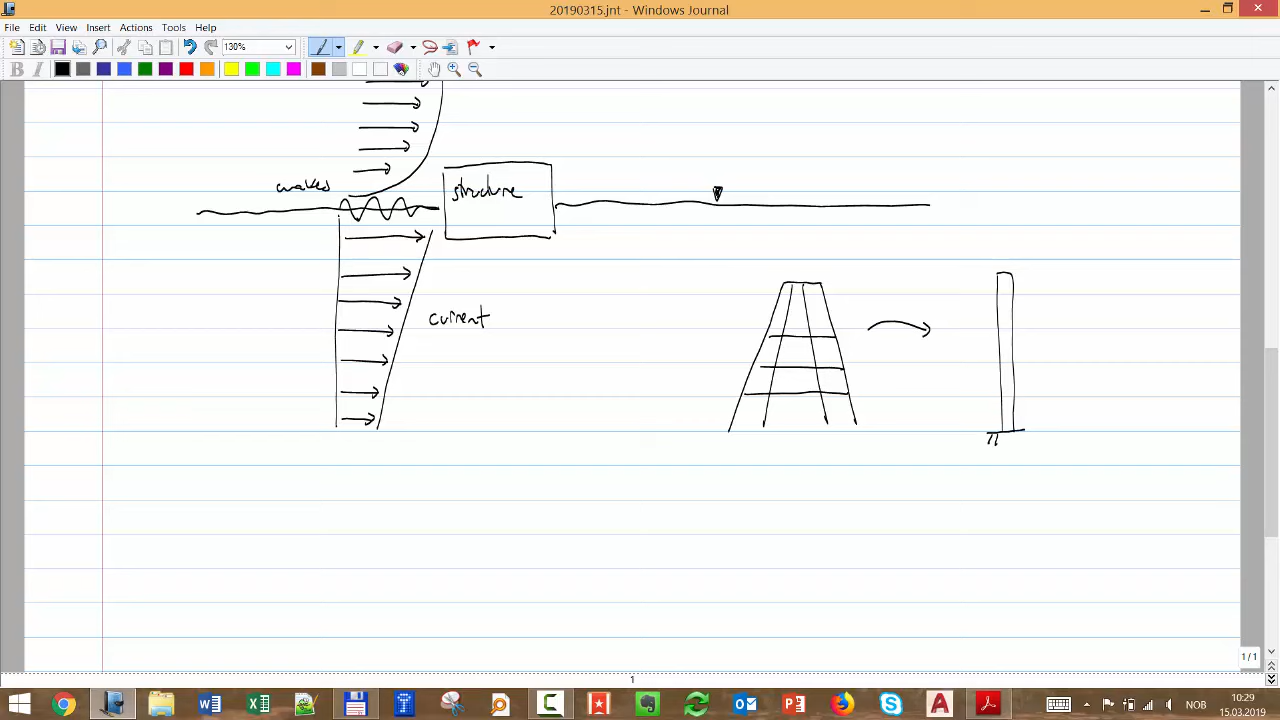 20190315.jnt - Windows Journal
File Edit View Insert Actions Tools Help
130%
B I
waves
structure
current
1/1
1
NOB
10:29
15.03.2019